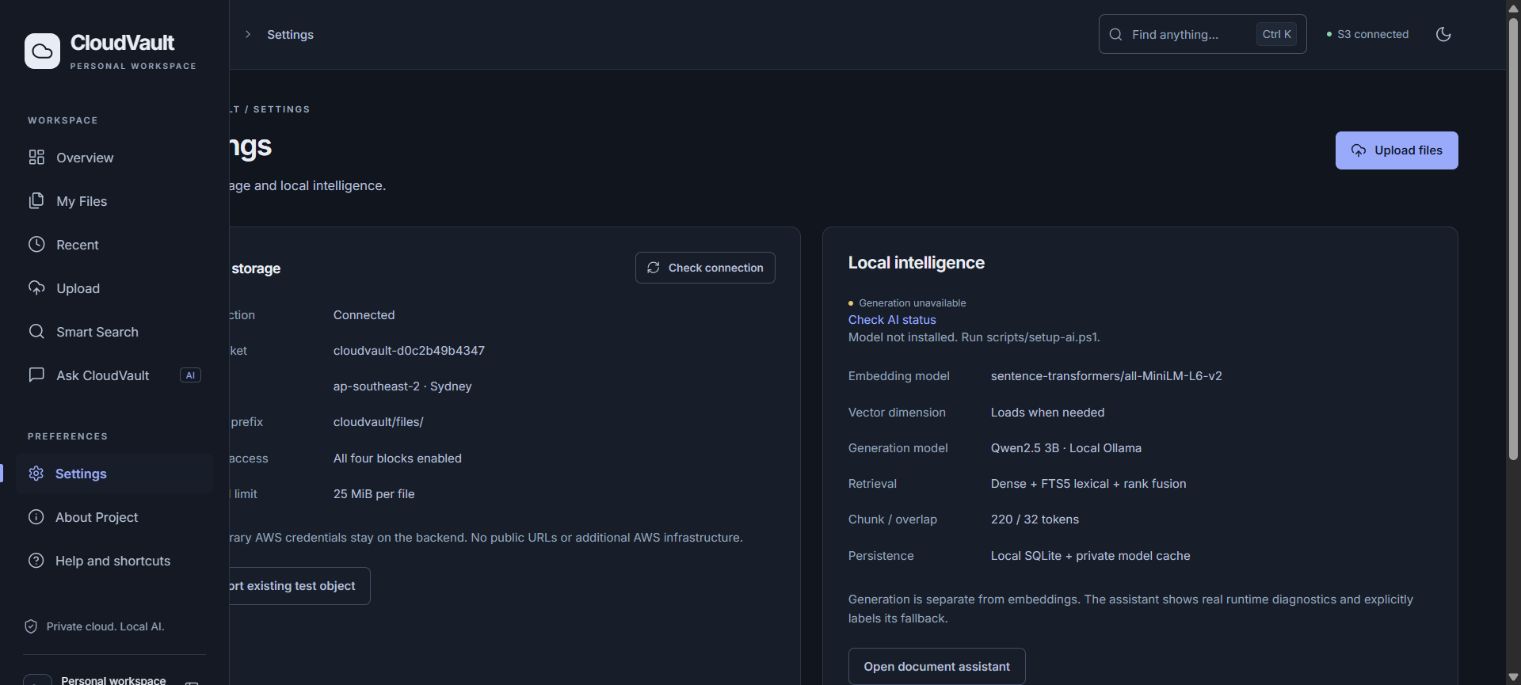 CloudVault
PERSONAL WORKSPACE
WORKSPACE
Overview
My Files
Recent
Upload
Smart Search
Ask CloudVault AI
PREFERENCES
Settings
About Project
Help and shortcuts
Private cloud. Local AI.
Personal workspace
Settings
Find anything... Ctrl K
S3 connected
LT / SETTINGS
ngs
age and local intelligence.
Upload files
storage
Check connection
ction Connected
ket cloudvault-d0c2b49b4347
ap-southeast-2 · Sydney
prefix cloudvault/files/
access All four blocks enabled
limit 25 MiB per file
rary AWS credentials stay on the backend. No public URLs or additional AWS infrastructure.
ort existing test object
Local intelligence
Generation unavailable
Check AI status
Model not installed. Run scripts/setup-ai.ps1.
Embedding model sentence-transformers/all-MiniLM-L6-v2
Vector dimension Loads when needed
Generation model Qwen2.5 3B · Local Ollama
Retrieval Dense + FTS5 lexical + rank fusion
Chunk / overlap 220 / 32 tokens
Persistence Local SQLite + private model cache
Generation is separate from embeddings. The assistant shows real runtime diagnostics and explicitly
labels its fallback.
Open document assistant